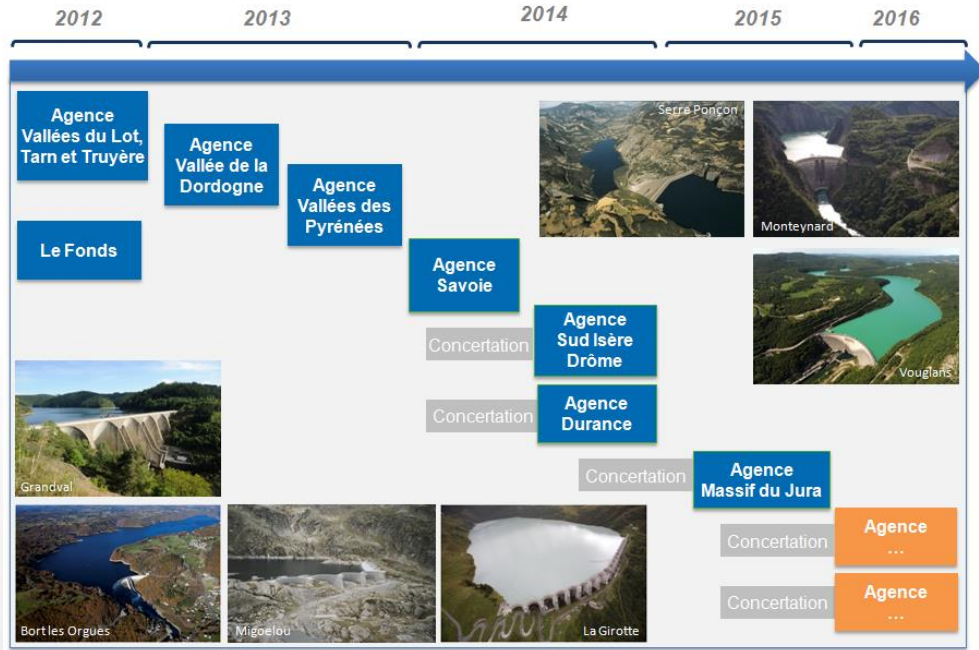 2012
2013
2014
2015
2016
Agence
Vallées du Lot,
Tarn et Truyère
Agence
Vallée de la
Dordogne
Agence
Vallées des
Pyrénées
Serre Ponçon
Monteynard
Le Fonds
Agence
Savoie
Concertation
Agence
Sud Isère
Drôme
Vouglans
Concertation
Agence
Durance
Grandval
Concertation
Agence
Massif du Jura
Concertation
Agence
...
Concertation
Agence
...
Bort les Orgues
Migoelou
La Girotte